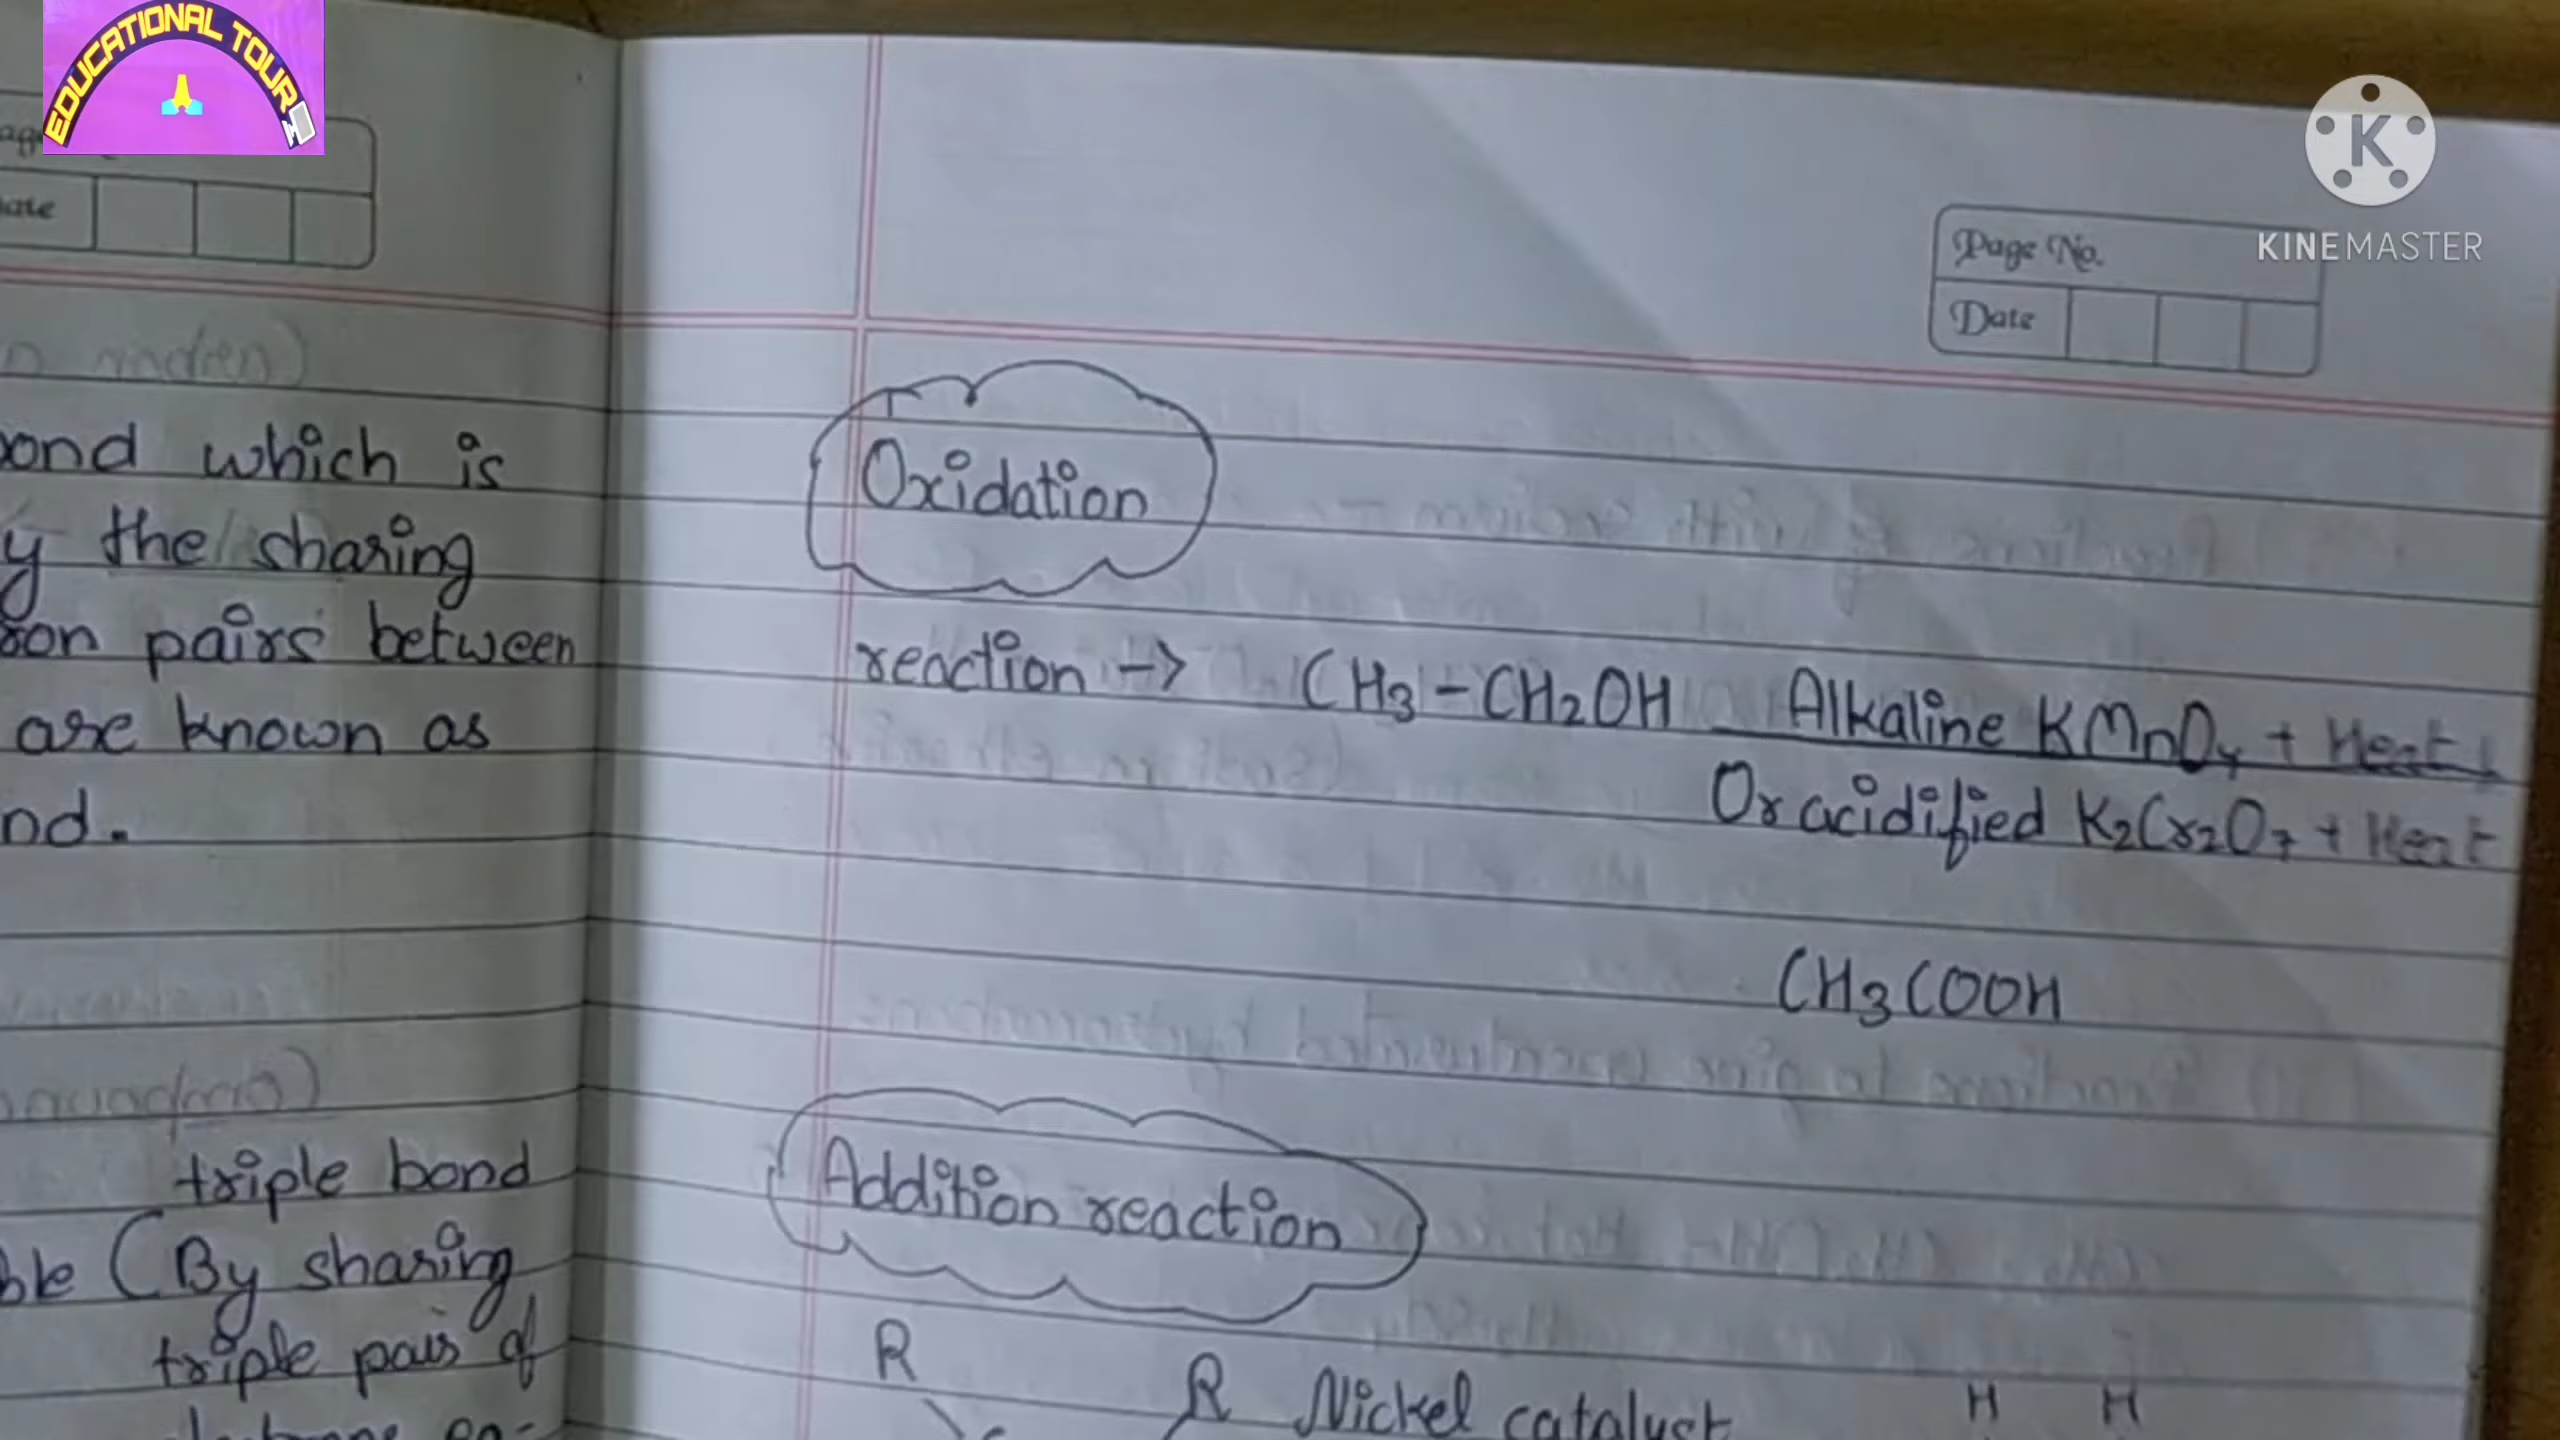 EDUCATIONAL TOUR
K
KINEMASTER
ate
ond which is
y the sharing
ron pairs between
are known as
nd.
triple bond
ble (By sharing
triple pair of
Page No.
Date
Oxidation
reaction -> CH3-CH2OH Alkaline KMnO4 + Heat
Or acidified K2Cr2O7 + Heat
CH3COOH
Addition reaction
R
R Nickel catalyst
H H